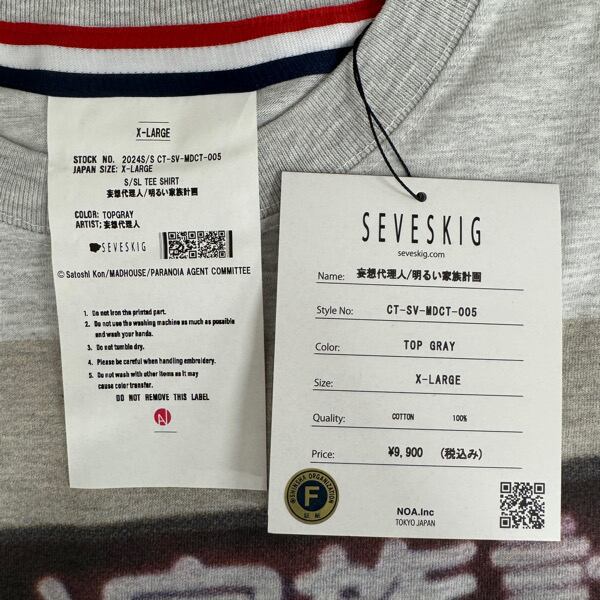 X-LARGE
STOCK NO. 2024S/S CT-SV-MDCT-005
JAPAN SIZE: X-LARGE
S/SL TEE SHIRT
妄想代理人/明るい家族計画
COLOR: TOPGRAY
ARTIST; 妄想代理人
SEVESKIG
© Satoshi Kon/MADHOUSE/PARANOIA AGENT COMMITTEE
1. Do not iron the printed part.
2. Do not use the washing machine as much as possible
and wash your hands.
3. Do not tumble dry.
4. Please be careful when handling embroidery.
5. Do not wash with other items as it may
cause color transfer.
DO NOT REMOVE THIS LABEL
SEVESKIG
seveskig.com
Name: 妄想代理人/明るい家族計画
Style No: CT-SV-MDCT-005
Color: TOP GRAY
Size: X-LARGE
Quality: COTTON 100%
Price: ¥9,900 (税込み)
F
NOA.Inc
TOKYO JAPAN